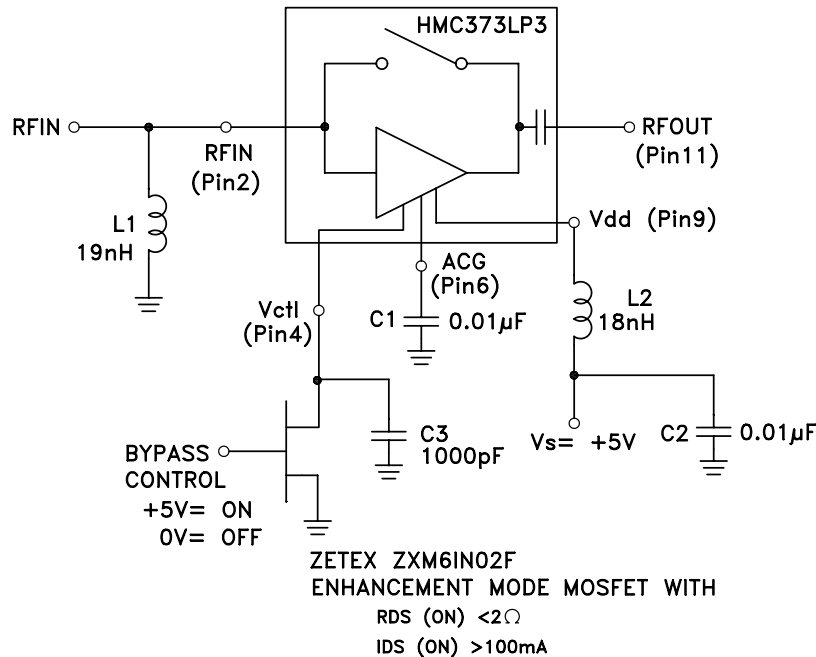 HMC373LP3
RFIN
RFIN
(Pin2)
RFOUT
(Pin11)
L1
19nH
Vdd (Pin9)
ACG
(Pin6)
Vctl
(Pin4)
C1
0.01µF
L2
18nH
C3
1000pF
Vs= +5V
C2
0.01µF
BYPASS
CONTROL
+5V= ON
0V= OFF
ZETEX ZXM6IN02F
ENHANCEMENT MODE MOSFET WITH
RDS (ON) <2Ω
IDS (ON) >100mA